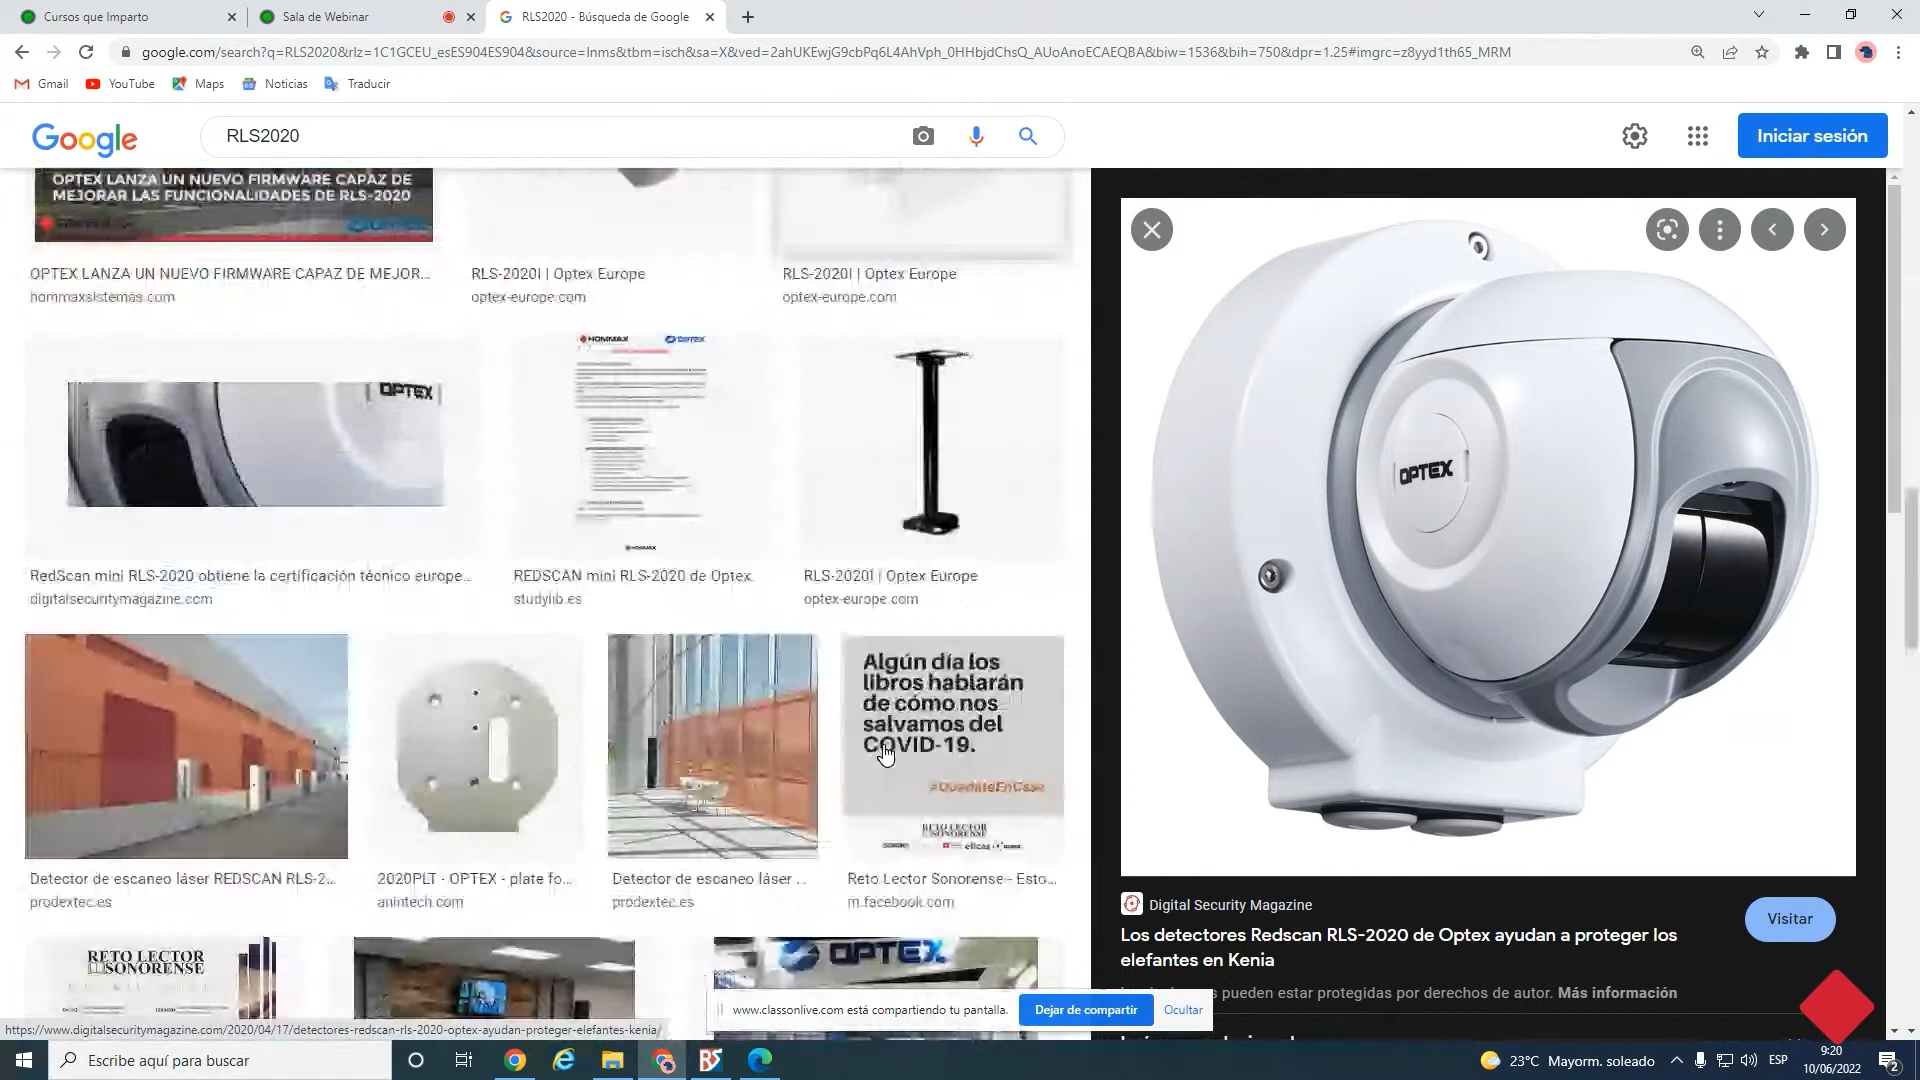 Cursos que Imparto
Sala de Webinar
RLS2020 - Búsqueda de Google
google.com/search?q=RLS2020&rlz=1C1GCEU_esES904ES904&source=lnms&tbm=isch&sa=X&ved=2ahUKEwjG9cbPq6L4AhVph_0HHbjdChsQ_AUoAnoECAEQBA&biw=1536&bih=750&dpr=1.25#imgrc=z8yyd1th65_MRM
Gmail
YouTube
Maps
Noticias
Traducir
Google
RLS2020
Iniciar sesión
OPTEX LANZA UN NUEVO FIRMWARE CAPAZ DE
MEJORAR LAS FUNCIONALIDADES DE RLS-2020
OPTEX LANZA UN NUEVO FIRMWARE CAPAZ DE MEJOR...
hommaxsistemas.com
RLS-2020I | Optex Europe
optex-europe.com
RLS-2020I | Optex Europe
optex-europe.com
OPTEX
HOMMAX
OPTEX
HOMMAX
RedScan mini RLS-2020 obtiene la certificación técnico europe...
digitalsecuritymagazine.com
REDSCAN mini RLS-2020 de Optex.
studylib.es
RLS-2020I | Optex Europe
optex-europe.com
Algún día los
libros hablarán
de cómo nos
salvamos del
COVID-19.
#QuedateEnCasa
RETO LECTOR
SONORENSE
Detector de escaneo láser REDSCAN RLS-2...
prodextec.es
2020PLT - OPTEX - plate fo...
anintech.com
Detector de escaneo láser ...
prodextec.es
Reto Lector Sonorense - Esto...
m.facebook.com
RETO LECTOR
SONORENSE
OPTEX
OPTEX
Digital Security Magazine
Los detectores Redscan RLS-2020 de Optex ayudan a proteger los
elefantes en Kenia
Visitar
pueden estar protegidas por derechos de autor. Más información
www.classonlive.com está compartiendo tu pantalla.
Dejar de compartir
Ocultar
https://www.digitalsecuritymagazine.com/2020/04/17/detectores-redscan-rls-2020-optex-ayudan-proteger-elefantes-kenia/
Escribe aquí para buscar
23°C Mayorm. soleado
ESP
9:20
10/06/2022
2